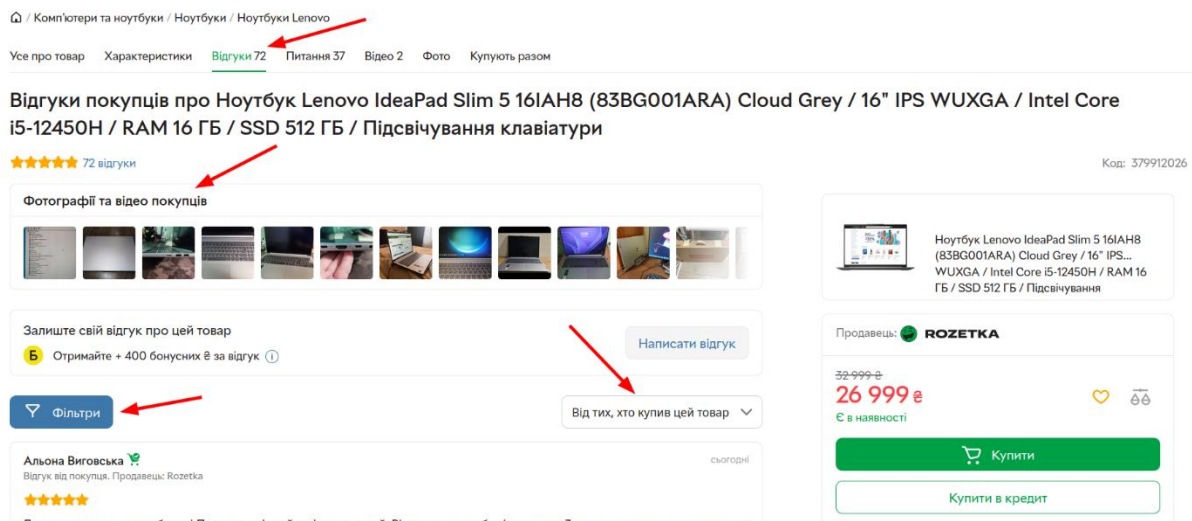 / Комп'ютери та ноутбуки / Ноутбуки / Ноутбуки Lenovo
Усе про товар Характеристики Відгуки 72 Питання 37 Відео 2 Фото Купують разом
Відгуки покупців про Ноутбук Lenovo IdeaPad Slim 5 16IAH8 (83BG001ARA) Cloud Grey / 16" IPS WUXGA / Intel Core
i5-12450H / RAM 16 ГБ / SSD 512 ГБ / Підсвічування клавіатури
72 відгуки
Код: 379912026
Фотографії та відео покупців
Ноутбук Lenovo IdeaPad Slim 5 16IAH8
(83BG001ARA) Cloud Grey / 16" IPS...
WUXGA / Intel Core i5-12450H / RAM 16
ГБ / SSD 512 ГБ / Підсвічування
Залиште свій відгук про цей товар
Б Отримайте + 400 бонусних ₴ за відгук
Написати відгук
Продавець: ROZETKA
32 999 ₴
26 999 ₴
Є в наявності
Фільтри
Від тих, хто купив цей товар
Купити
Купити в кредит
Альона Виговська
сьогодні
Відгук від покупця. Продавець: Rozetka